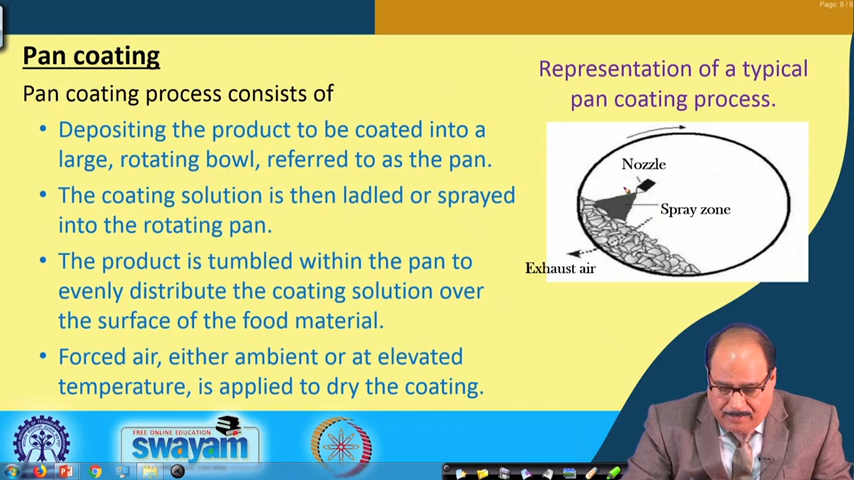 Page: 8 / 8
Pan coating
Pan coating process consists of
• Depositing the product to be coated into a
large, rotating bowl, referred to as the pan.
• The coating solution is then ladled or sprayed
into the rotating pan.
• The product is tumbled within the pan to
evenly distribute the coating solution over
the surface of the food material.
• Forced air, either ambient or at elevated
temperature, is applied to dry the coating.
Representation of a typical
pan coating process.
Nozzle
Spray zone
Exhaust air
FREE ONLINE EDUCATION
swayam